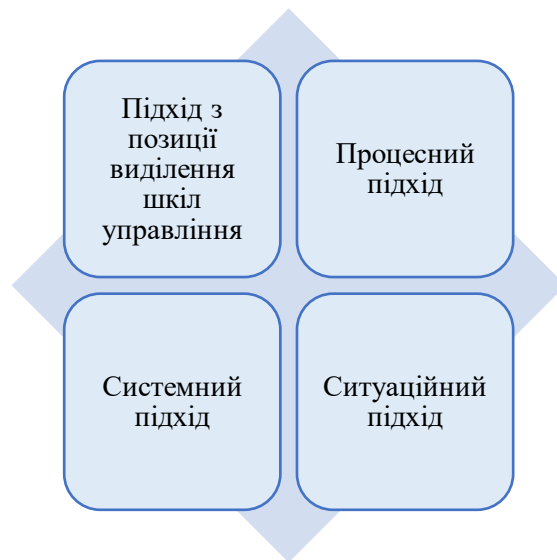 Підхід з
позиції
виділення
шкіл
управління
Процесний
підхід
Системний
підхід
Ситуаційний
підхід